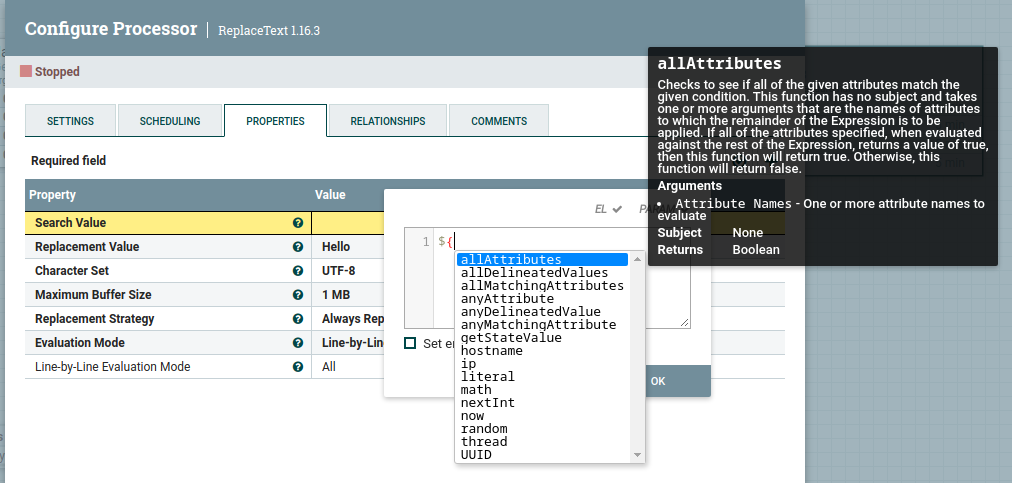 Configure Processor | ReplaceText 1.16.3
Stopped
SETTINGS
SCHEDULING
PROPERTIES
RELATIONSHIPS
COMMENTS
Required field
Property Value
Search Value
Replacement Value Hello
Character Set UTF-8
Maximum Buffer Size 1 MB
Replacement Strategy Always Rep
Evaluation Mode Line-by-Lin
Line-by-Line Evaluation Mode All
EL PARAM
1 ${
allAttributes
allDelineatedValues
allMatchingAttributes
anyAttribute
anyDelineatedValue
anyMatchingAttribute
getStateValue
hostname
ip
literal
math
nextInt
now
random
thread
UUID
Set em
OK
allAttributes
Checks to see if all of the given attributes match the
given condition. This function has no subject and takes
one or more arguments that are the names of attributes
to which the remainder of the Expression is to be
applied. If all of the attributes specified, when evaluated
against the rest of the Expression, returns a value of true,
then this function will return true. Otherwise, this
function will return false.
Arguments
• Attribute Names - One or more attribute names to
evaluate
Subject None
Returns Boolean